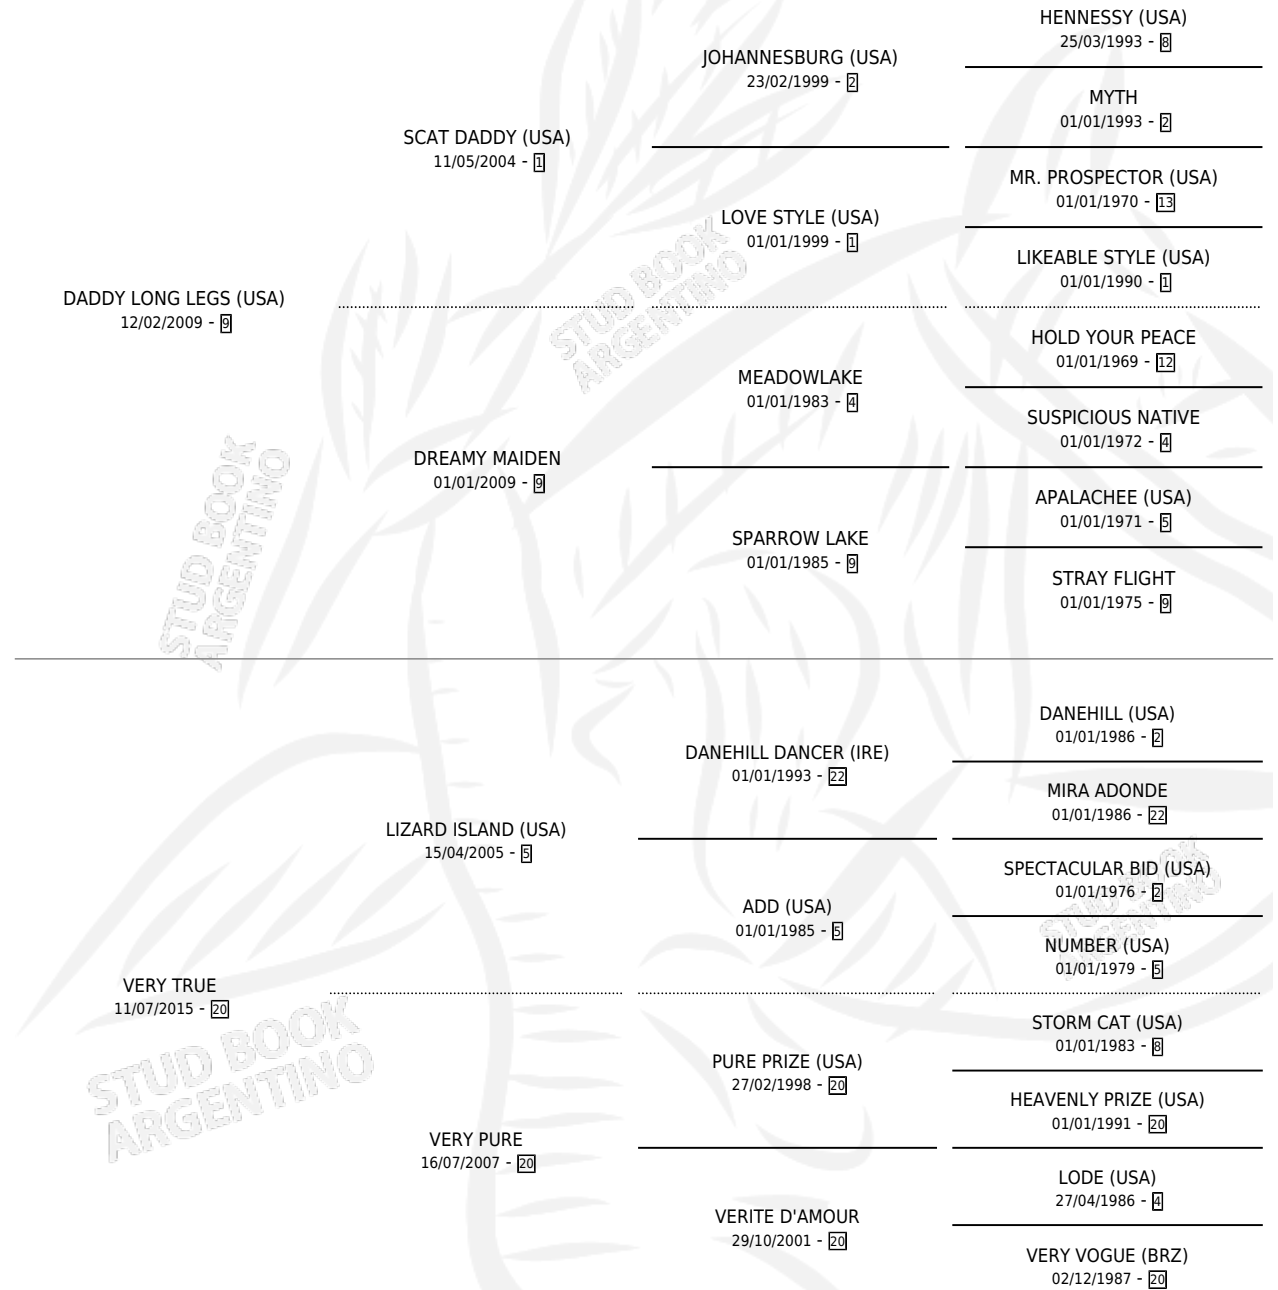 HENNESSY (USA)
25/03/1993 - 8
JOHANNESBURG (USA)
23/02/1999 - 2
MYTH
01/01/1993 - 2
SCAT DADDY (USA)
11/05/2004 - 1
MR. PROSPECTOR (USA)
01/01/1970 - 13
LOVE STYLE (USA)
01/01/1999 - 1
LIKEABLE STYLE (USA)
01/01/1990 - 1
DADDY LONG LEGS (USA)
12/02/2009 - 9
HOLD YOUR PEACE
01/01/1969 - 12
MEADOWLAKE
01/01/1983 - 4
SUSPICIOUS NATIVE
01/01/1972 - 4
DREAMY MAIDEN
01/01/2009 - 9
APALACHEE (USA)
01/01/1971 - 5
SPARROW LAKE
01/01/1985 - 9
STRAY FLIGHT
01/01/1975 - 9
STUD BOOK
ARGENTINO
STUD BOOK
ARGENTINO
DANEHILL (USA)
01/01/1986 - 2
DANEHILL DANCER (IRE)
01/01/1993 - 22
MIRA ADONDE
01/01/1986 - 22
LIZARD ISLAND (USA)
15/04/2005 - 5
SPECTACULAR BID (USA)
01/01/1976 - 2
ADD (USA)
01/01/1985 - 5
NUMBER (USA)
01/01/1979 - 5
VERY TRUE
11/07/2015 - 20
STORM CAT (USA)
01/01/1983 - 8
PURE PRIZE (USA)
27/02/1998 - 20
HEAVENLY PRIZE (USA)
01/01/1991 - 20
VERY PURE
16/07/2007 - 20
LODE (USA)
27/04/1986 - 4
VERITE D'AMOUR
29/10/2001 - 20
VERY VOGUE (BRZ)
02/12/1987 - 20
STUD BOOK
ARGENTINO
STUD BOOK
ARGENTINO